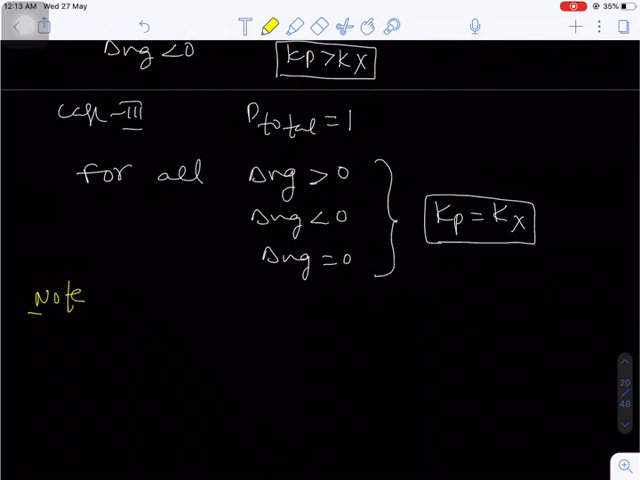 12:13 AM Wed 27 May
35%
T
Δng < 0 Kp > Kx
Case-III Ptotal = 1
for all Δng > 0
Δng < 0 Kp = Kx
Δng = 0
Note
20
/
48